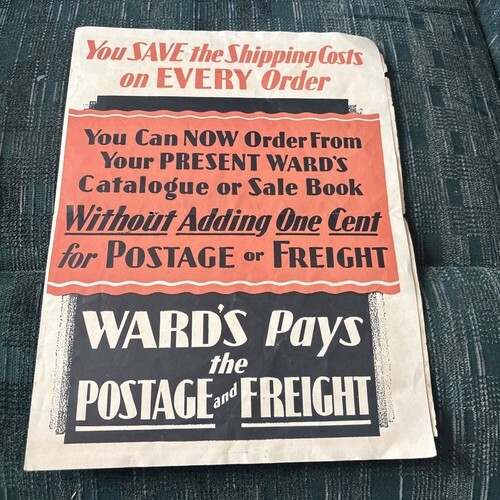 You SAVE the Shipping Costs
on EVERY Order
You Can NOW Order From
Your PRESENT WARD'S
Catalogue or Sale Book
Without Adding One Cent
for POSTAGE or FREIGHT
WARD'S Pays
the
POSTAGE and FREIGHT